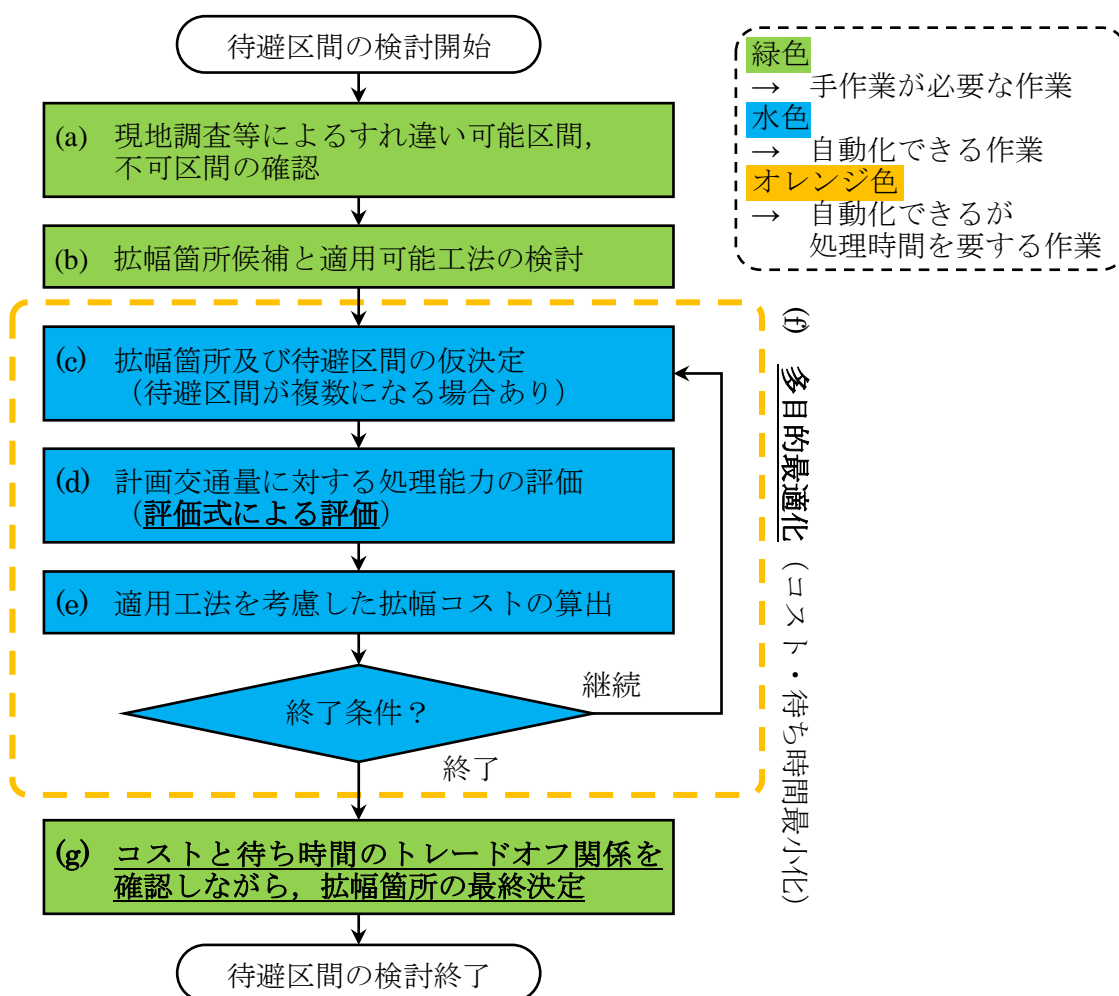 待避区間の検討開始
緑色
→ 手作業が必要な作業
水色
→ 自動化できる作業
オレンジ色
→ 自動化できるが
処理時間を要する作業
(a) 現地調査等によるすれ違い可能区間,
不可区間の確認
(b) 拡幅箇所候補と適用可能工法の検討
(c) 拡幅箇所及び待避区間の仮決定
（待避区間が複数になる場合あり）
(d) 計画交通量に対する処理能力の評価
（評価式による評価）
(e) 適用工法を考慮した拡幅コストの算出
終了条件？
継続
終了
(f) 多目的最適化（コスト・待ち時間最小化）
(g) コストと待ち時間のトレードオフ関係を
確認しながら，拡幅箇所の最終決定
待避区間の検討終了